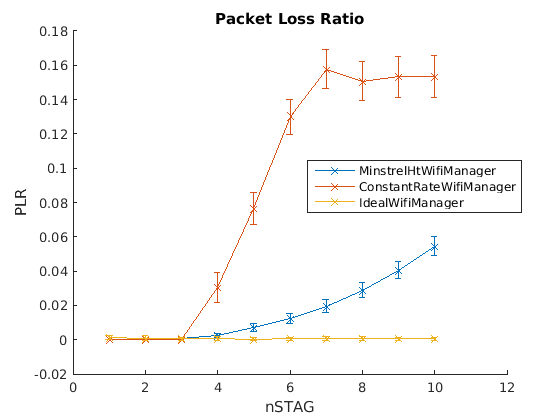 Packet Loss Ratio
0.18
0.16
0.14
0.12
0.1
0.08
0.06
0.04
0.02
0
-0.02
PLR
MinstrelHtWifiManager
ConstantRateWifiManager
IdealWifiManager
0 2 4 6 8 10 12
nSTAG